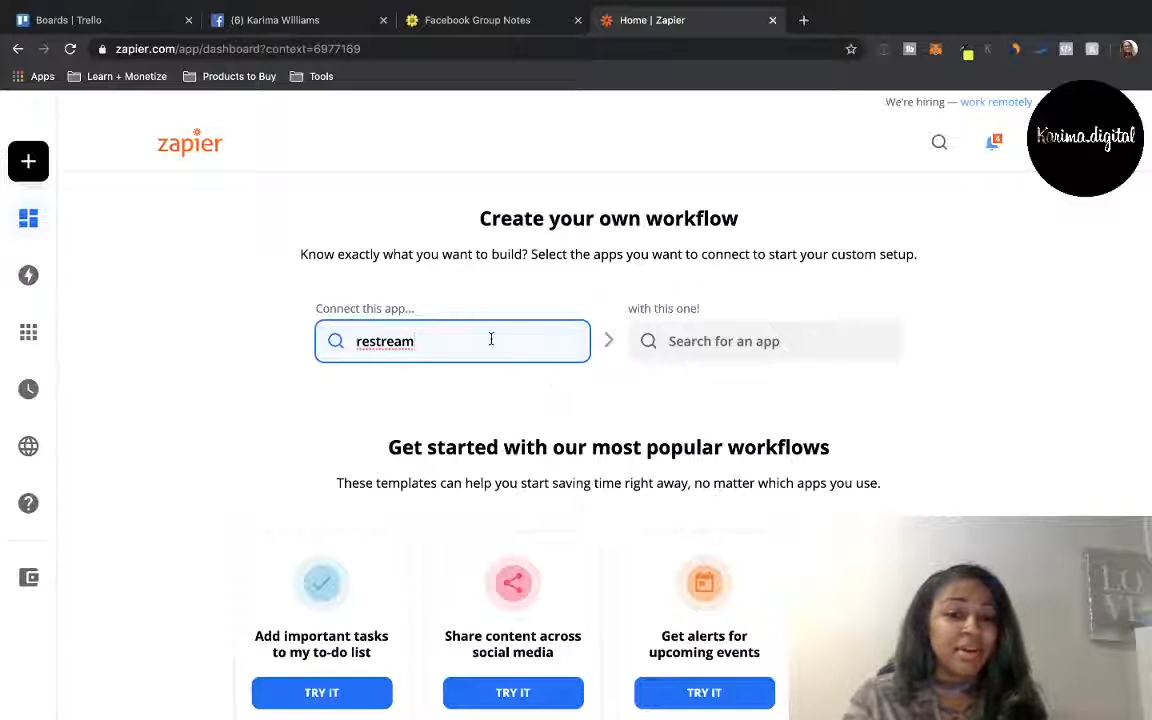 Boards | Trello
(6) Karima Williams
Facebook Group Notes
Home | Zapier
zapier.com/app/dashboard?context=6977169
Apps
Learn + Monetize
Products to Buy
Tools
We're hiring — work remotely
zapier
4
Karima.digital
Create your own workflow
Know exactly what you want to build? Select the apps you want to connect to start your custom setup.
Connect this app...
with this one!
restream
Search for an app
Get started with our most popular workflows
These templates can help you start saving time right away, no matter which apps you use.
Add important tasks
to my to-do list
Share content across
social media
Get alerts for
upcoming events
TRY IT
TRY IT
TRY IT